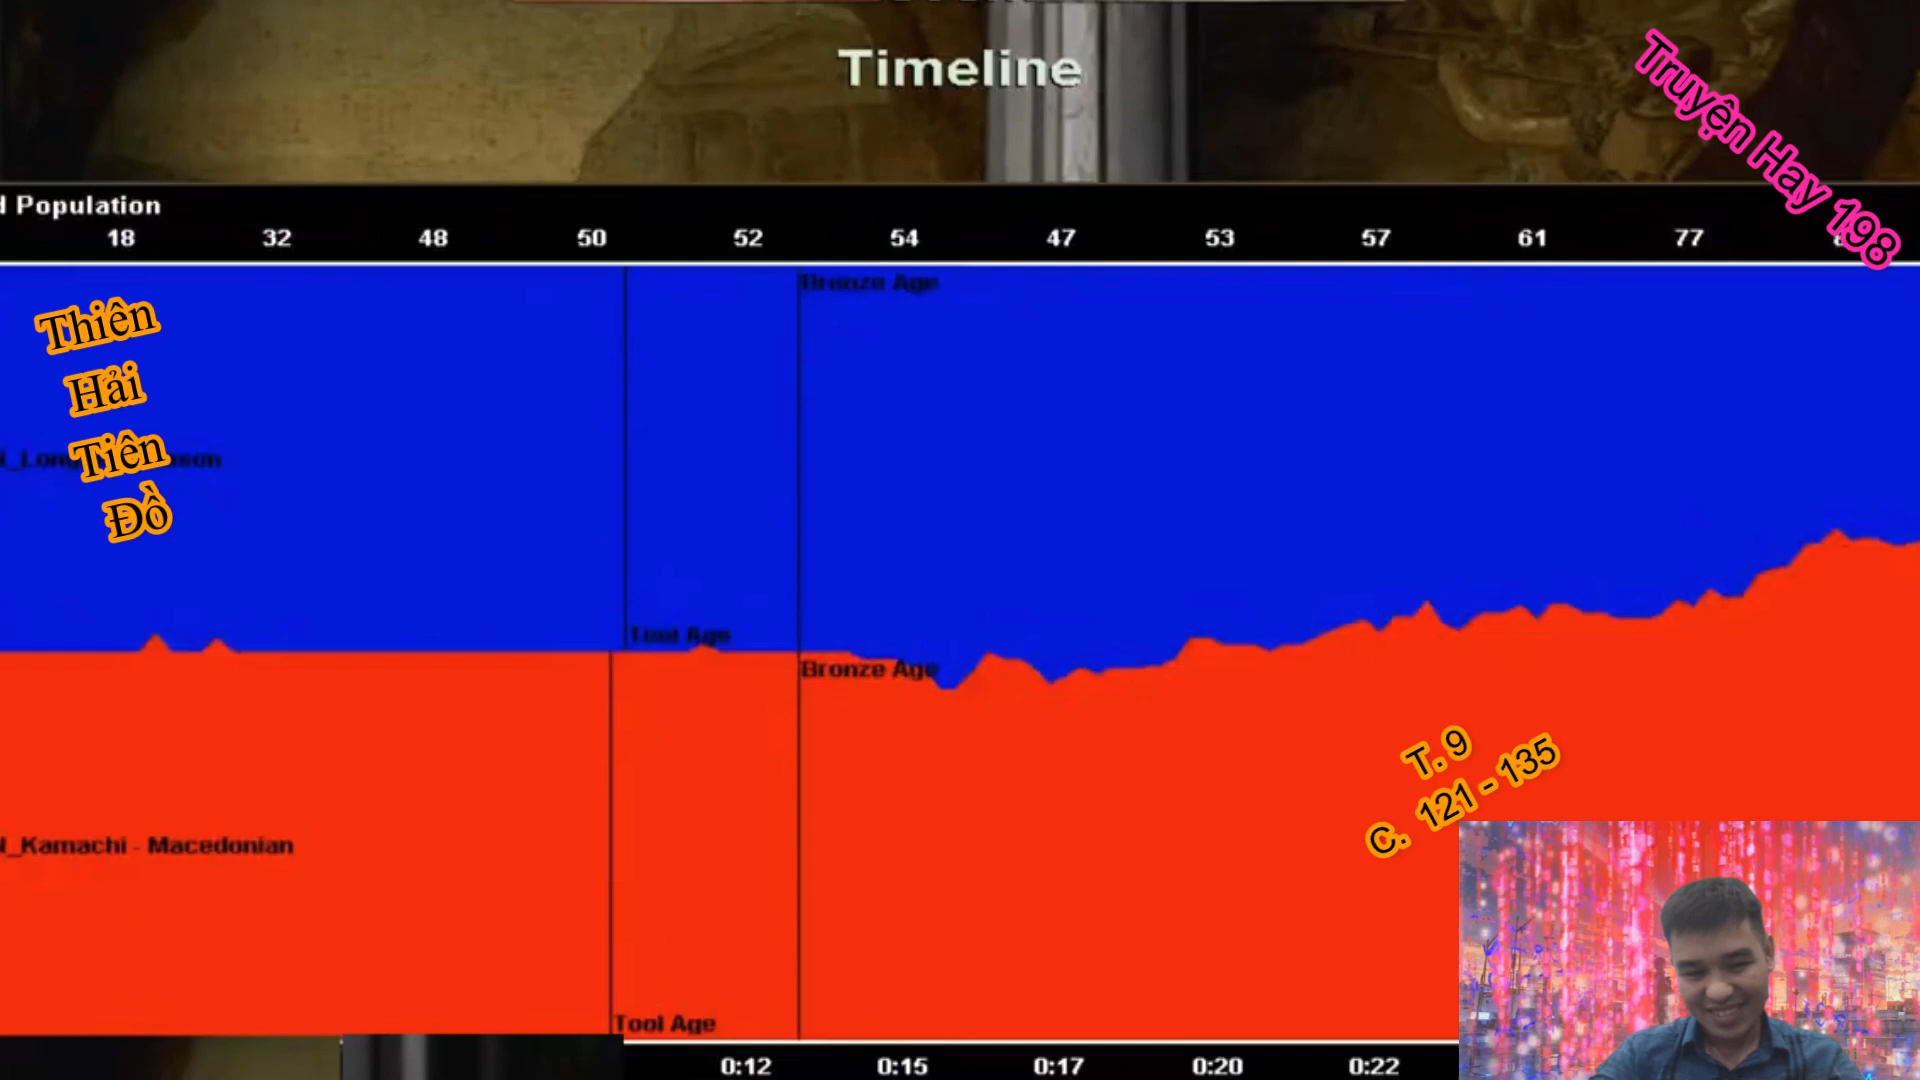 Timeline
Truyện Hay 198
Population
18 32 48 50 52 54 47 53 57 61 77
Bronze Age
Thiên
Hải
Tiên
Đồ
Tool Age
Bronze Age
T. 9
C. 121 - 135
_Kamachi - Macedonian
Tool Age
0:12 0:15 0:17 0:20 0:22